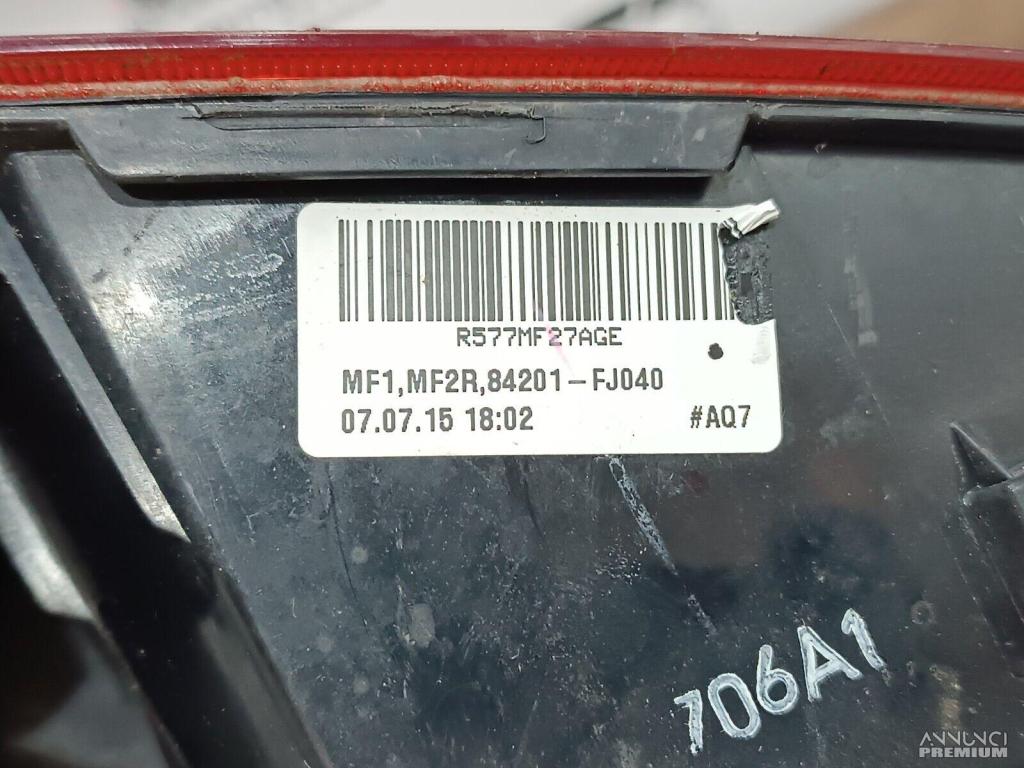 R577MF27AGE
MF1,MF2R,84201-FJ040
07.07.15 18:02
#AQ7
706A1
ANNUNCI
PREMIUM